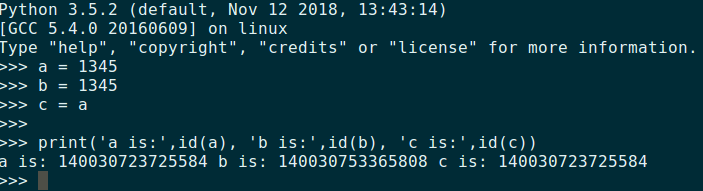 Python 3.5.2 (default, Nov 12 2018, 13:43:14)
[GCC 5.4.0 20160609] on linux
Type "help", "copyright", "credits" or "license" for more information.
>>> a = 1345
>>> b = 1345
>>> c = a
>>>
>>> print('a is:',id(a), 'b is:',id(b), 'c is:',id(c))
a is: 140030723725584 b is: 140030753365808 c is: 140030723725584
>>>